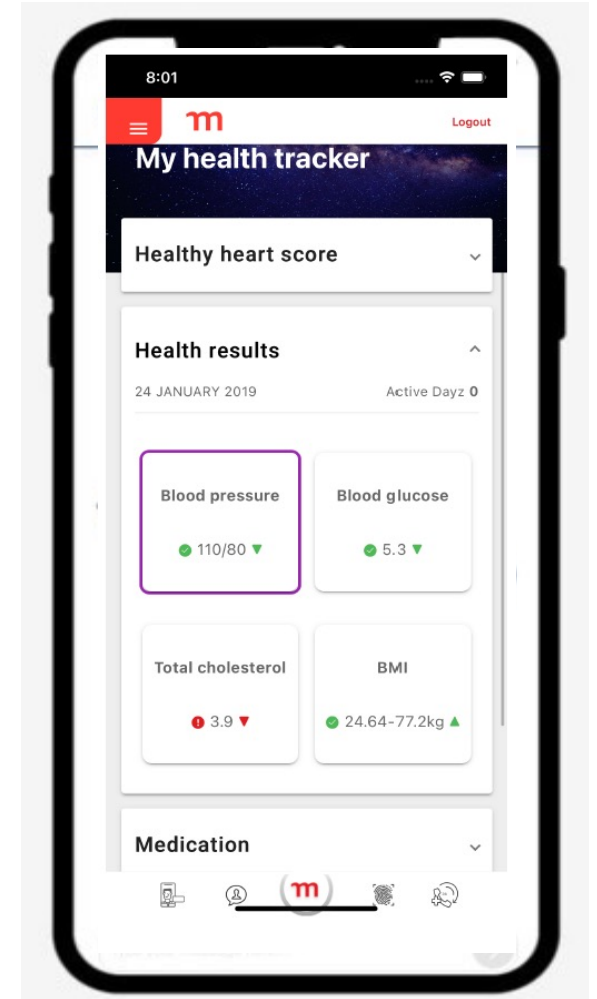 8:01
m
Logout
My health tracker
Healthy heart score
Health results
24 JANUARY 2019 Active Dayz 0
Blood pressure Blood glucose
110/80 5.3
Total cholesterol BMI
3.9 24.64-77.2kg
Medication
m